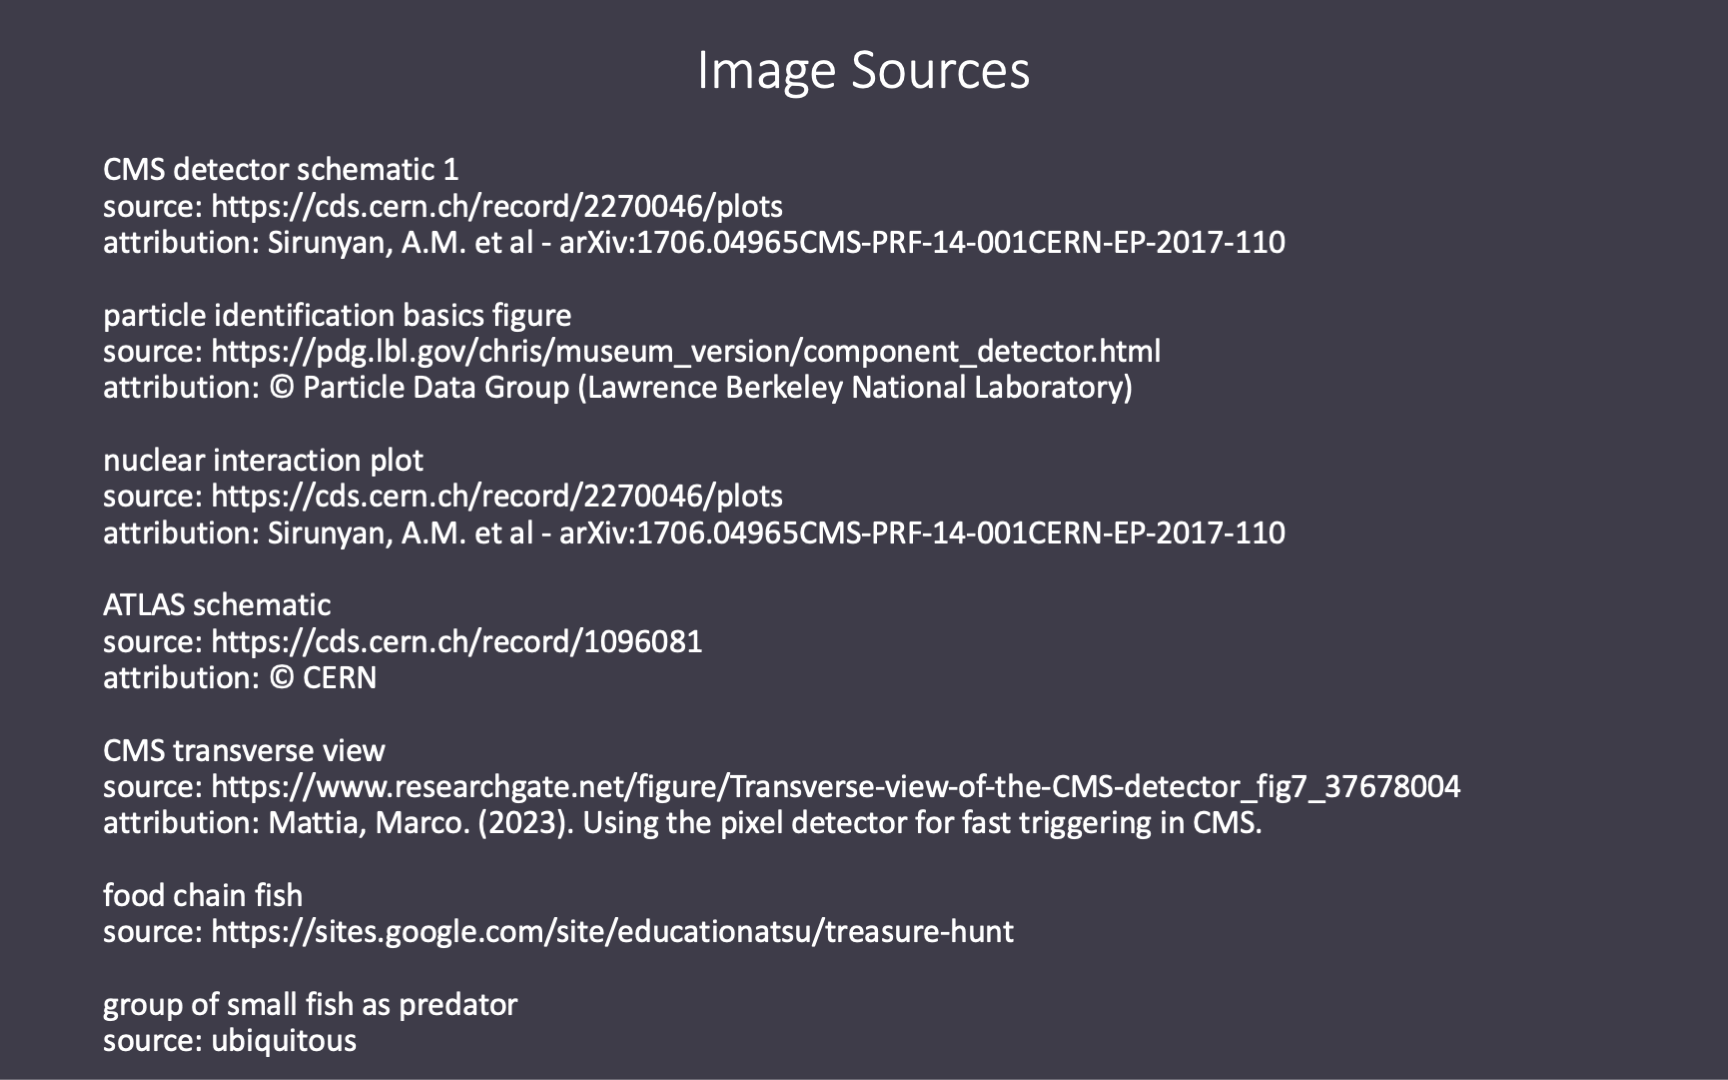 Image Sources
CMS detector schematic 1
source: https://cds.cern.ch/record/2270046/plots
attribution: Sirunyan, A.M. et al - arXiv:1706.04965CMS-PRF-14-001CERN-EP-2017-110
particle identification basics figure
source: https://pdg.lbl.gov/chris/museum_version/component_detector.html
attribution: © Particle Data Group (Lawrence Berkeley National Laboratory)
nuclear interaction plot
source: https://cds.cern.ch/record/2270046/plots
attribution: Sirunyan, A.M. et al - arXiv:1706.04965CMS-PRF-14-001CERN-EP-2017-110
ATLAS schematic
source: https://cds.cern.ch/record/1096081
attribution: © CERN
CMS transverse view
source: https://www.researchgate.net/figure/Transverse-view-of-the-CMS-detector_fig7_37678004
attribution: Mattia, Marco. (2023). Using the pixel detector for fast triggering in CMS.
food chain fish
source: https://sites.google.com/site/educationatsu/treasure-hunt
group of small fish as predator
source: ubiquitous